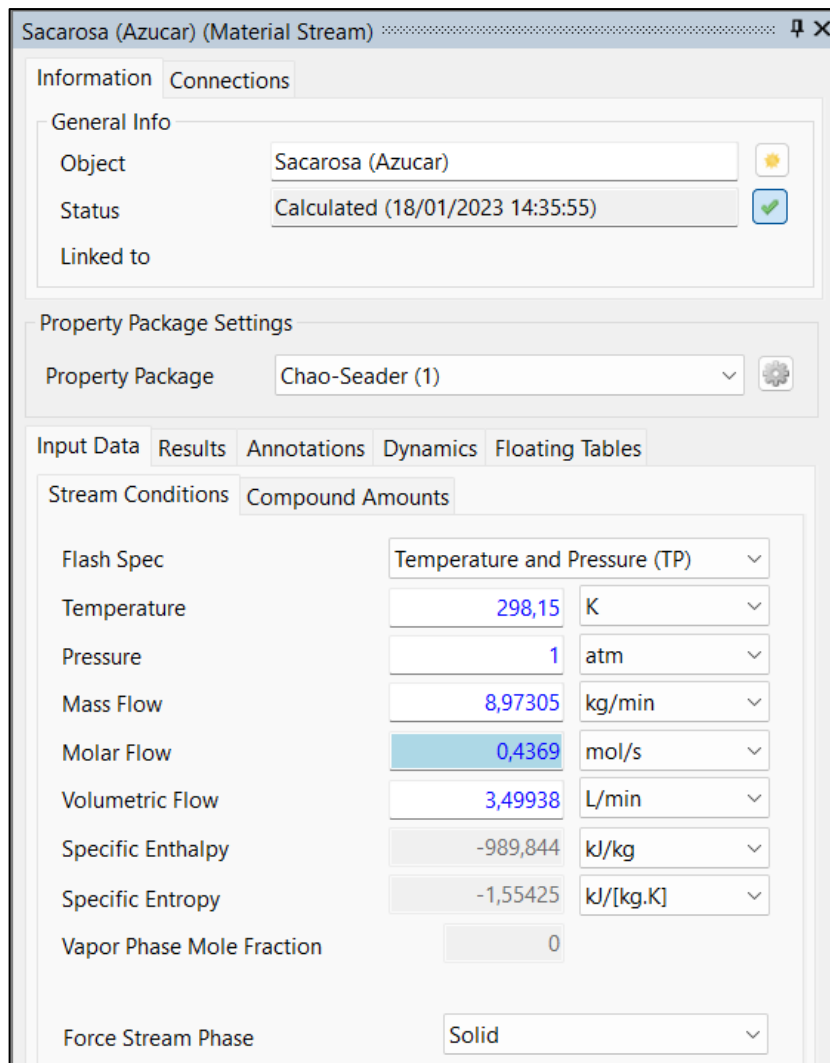 Sacarosa (Azucar) (Material Stream)
Information Connections
General Info
Object Sacarosa (Azucar)
Status Calculated (18/01/2023 14:35:55)
Linked to
Property Package Settings
Property Package Chao-Seader (1)
Input Data Results Annotations Dynamics Floating Tables
Stream Conditions Compound Amounts
Flash Spec Temperature and Pressure (TP)
Temperature 298,15 K
Pressure 1 atm
Mass Flow 8,97305 kg/min
Molar Flow 0,4369 mol/s
Volumetric Flow 3,49938 L/min
Specific Enthalpy -989,844 kJ/kg
Specific Entropy -1,55425 kJ/[kg.K]
Vapor Phase Mole Fraction 0
Force Stream Phase Solid